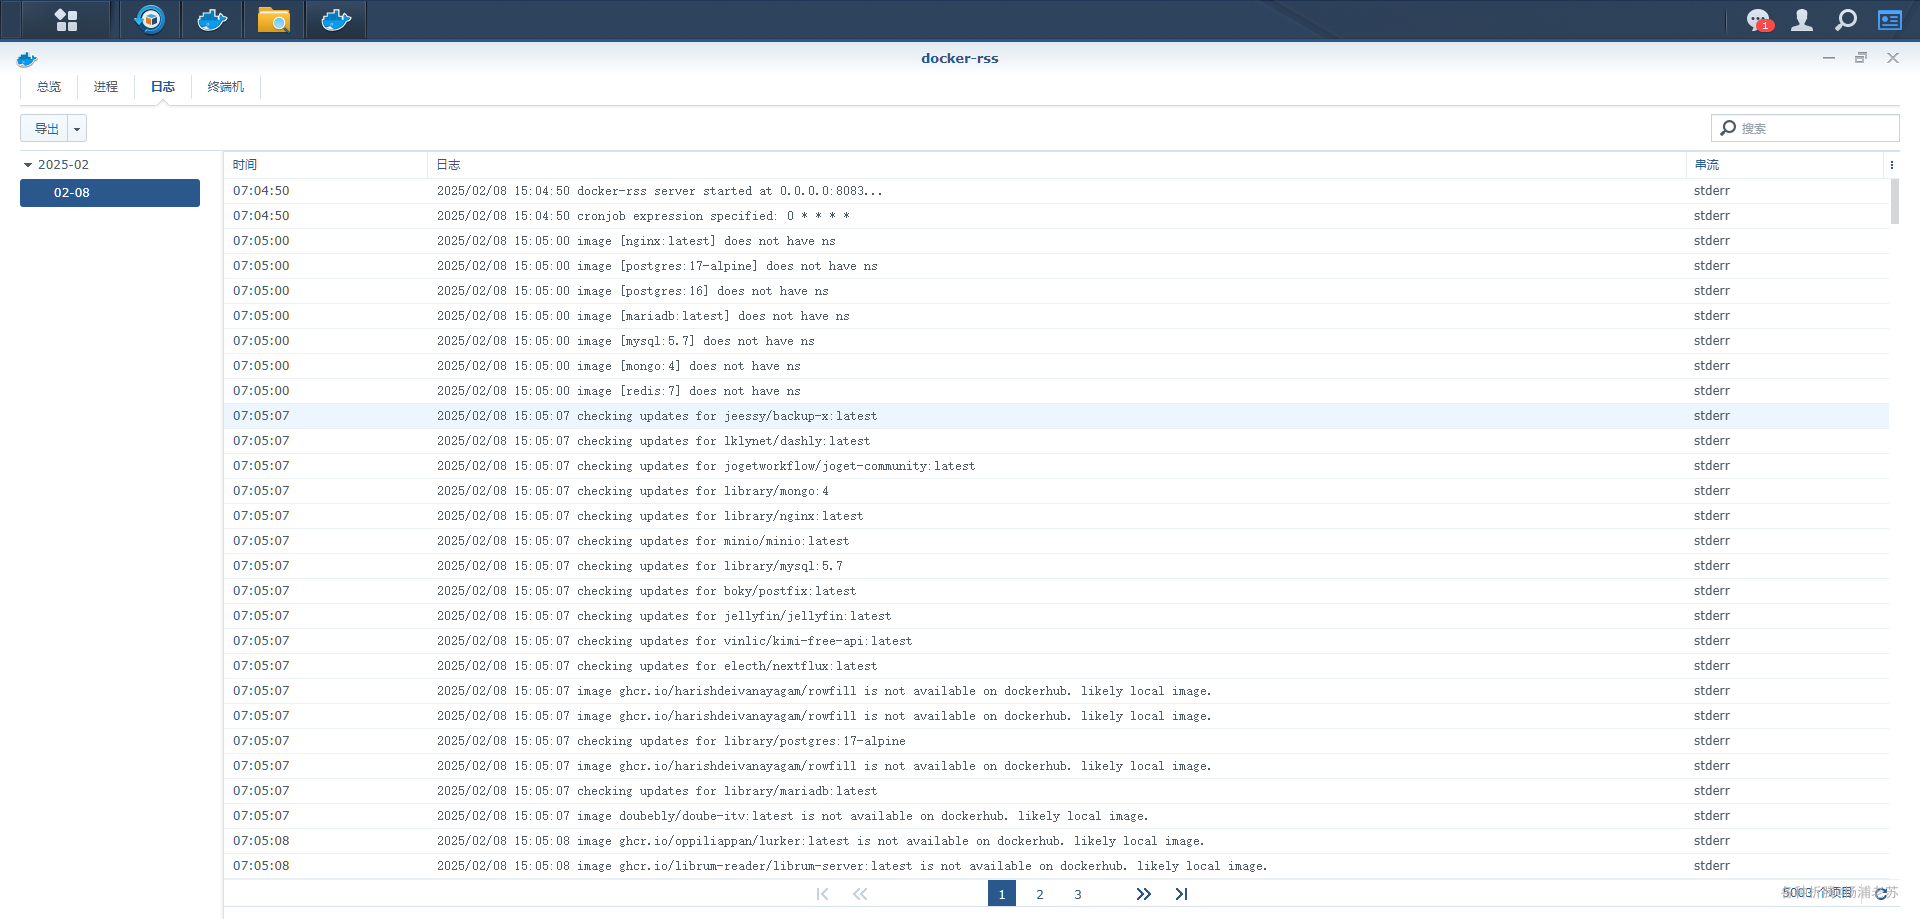 1
docker-rss
总览 进程 日志 终端机
导出
搜索
2025-02
02-08
时间 日志 串流
07:04:50 2025/02/08 15:04:50 docker-rss server started at 0.0.0.0:8083... stderr
07:04:50 2025/02/08 15:04:50 cronjob expression specified: 0 * * * * stderr
07:05:00 2025/02/08 15:05:00 image [nginx:latest] does not have ns stderr
07:05:00 2025/02/08 15:05:00 image [postgres:17-alpine] does not have ns stderr
07:05:00 2025/02/08 15:05:00 image [postgres:16] does not have ns stderr
07:05:00 2025/02/08 15:05:00 image [mariadb:latest] does not have ns stderr
07:05:00 2025/02/08 15:05:00 image [mysql:5.7] does not have ns stderr
07:05:00 2025/02/08 15:05:00 image [mongo:4] does not have ns stderr
07:05:00 2025/02/08 15:05:00 image [redis:7] does not have ns stderr
07:05:07 2025/02/08 15:05:07 checking updates for jeessy/backup-x:latest stderr
07:05:07 2025/02/08 15:05:07 checking updates for lklynet/dashly:latest stderr
07:05:07 2025/02/08 15:05:07 checking updates for jogetworkflow/joget-community:latest stderr
07:05:07 2025/02/08 15:05:07 checking updates for library/mongo:4 stderr
07:05:07 2025/02/08 15:05:07 checking updates for library/nginx:latest stderr
07:05:07 2025/02/08 15:05:07 checking updates for minio/minio:latest stderr
07:05:07 2025/02/08 15:05:07 checking updates for library/mysql:5.7 stderr
07:05:07 2025/02/08 15:05:07 checking updates for boky/postfix:latest stderr
07:05:07 2025/02/08 15:05:07 checking updates for jellyfin/jellyfin:latest stderr
07:05:07 2025/02/08 15:05:07 checking updates for vinlic/kimi-free-api:latest stderr
07:05:07 2025/02/08 15:05:07 checking updates for electh/nextflux:latest stderr
07:05:07 2025/02/08 15:05:07 image ghcr.io/harishdeivanayagam/rowfill is not available on dockerhub. likely local image. stderr
07:05:07 2025/02/08 15:05:07 image ghcr.io/harishdeivanayagam/rowfill is not available on dockerhub. likely local image. stderr
07:05:07 2025/02/08 15:05:07 checking updates for library/postgres:17-alpine stderr
07:05:07 2025/02/08 15:05:07 image ghcr.io/harishdeivanayagam/rowfill is not available on dockerhub. likely local image. stderr
07:05:07 2025/02/08 15:05:07 checking updates for library/mariadb:latest stderr
07:05:07 2025/02/08 15:05:07 image doubebly/doube-itv:latest is not available on dockerhub. likely local image. stderr
07:05:08 2025/02/08 15:05:08 image ghcr.io/oppiliappan/lurker:latest is not available on dockerhub. likely local image. stderr
07:05:08 2025/02/08 15:05:08 image ghcr.io/librum-reader/librum-server:latest is not available on dockerhub. likely local image. stderr
1 2 3